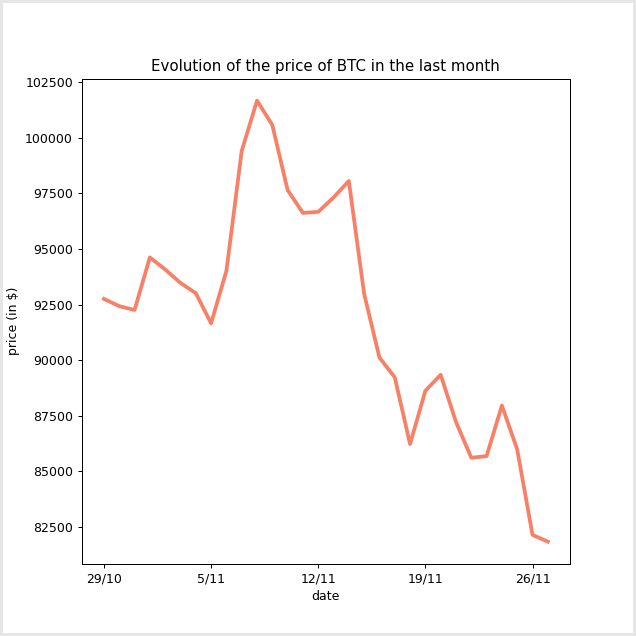 Evolution of the price of BTC in the last month
102500
100000
97500
95000
92500
90000
87500
85000
82500
price (in $)
29/10 5/11 12/11 19/11 26/11
date